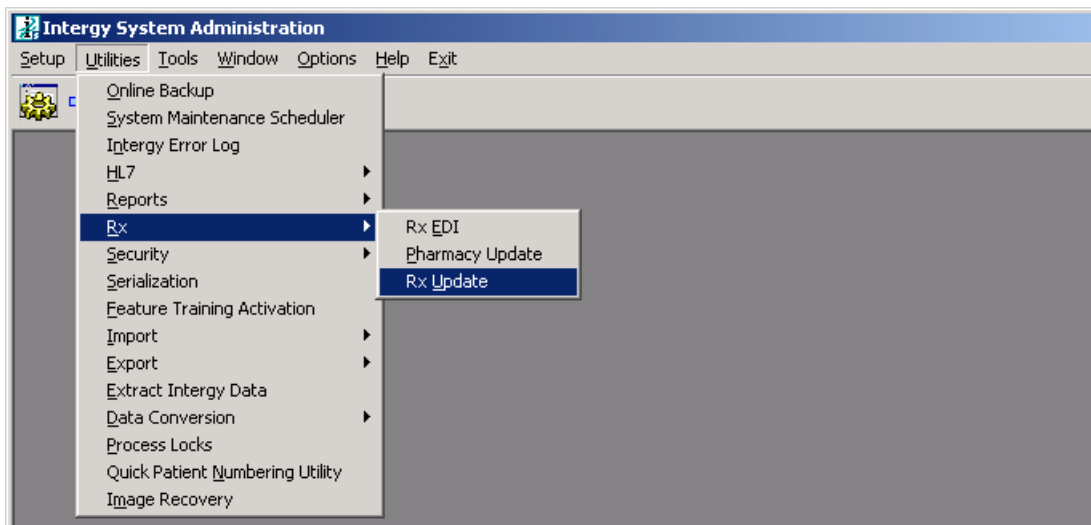 Intergy System Administration
Setup Utilities Tools Window Options Help Exit
Online Backup
System Maintenance Scheduler
Intergy Error Log
HL7
Reports
Rx
Rx EDI
Security
Pharmacy Update
Serialization
Rx Update
Feature Training Activation
Import
Export
Extract Intergy Data
Data Conversion
Process Locks
Quick Patient Numbering Utility
Image Recovery